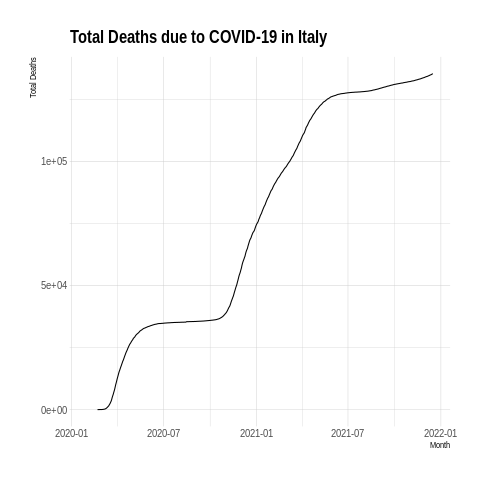 Total Deaths due to COVID-19 in Italy
Total Deaths
1e+05
5e+04
0e+00
2020-01 2020-07 2021-01 2021-07 2022-01
Month